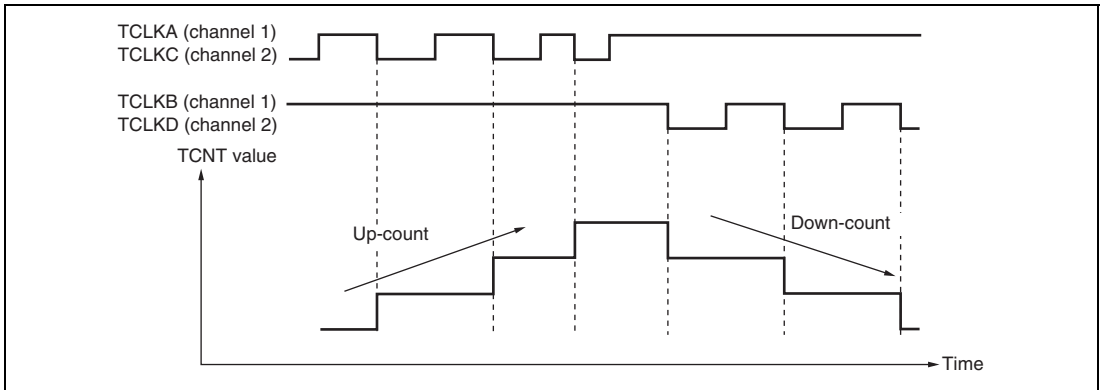 TCLKA (channel 1)
TCLKC (channel 2)
TCLKB (channel 1)
TCLKD (channel 2)
TCNT value
Up-count
Down-count
Time